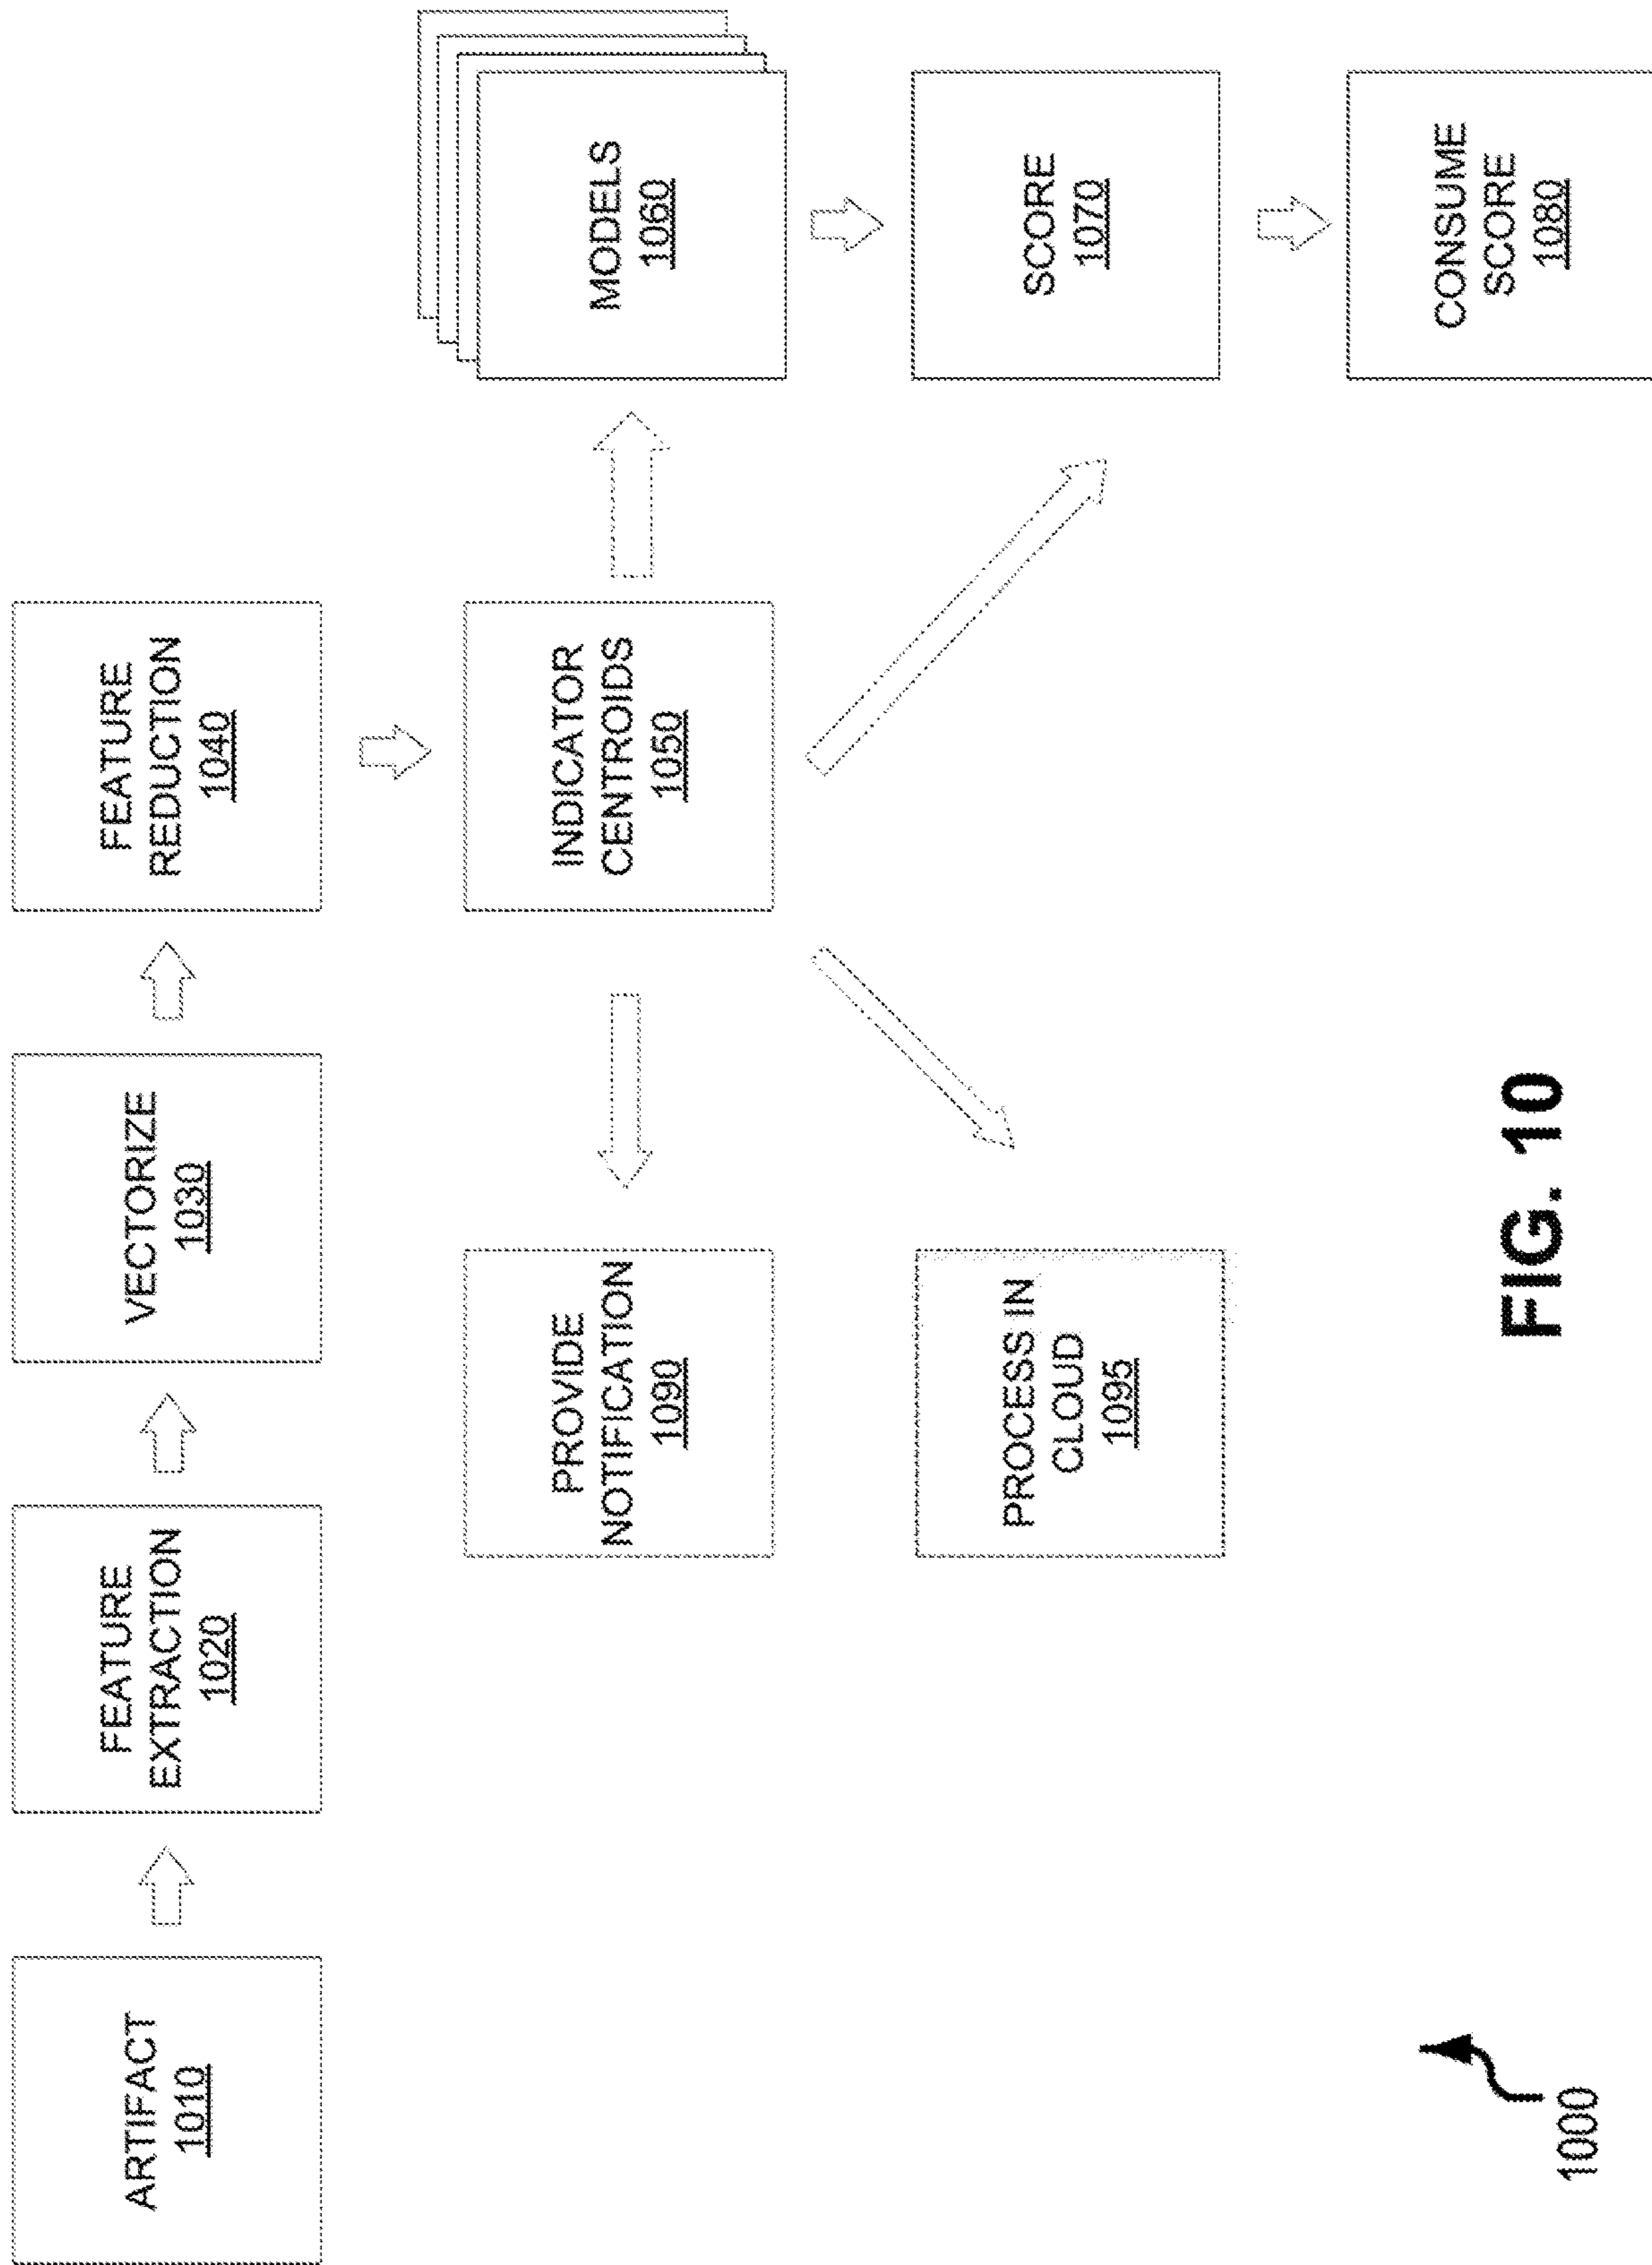 ARTIFACT
1010
FEATURE
EXTRACTION
1020
VECTORIZE
1030
FEATURE
REDUCTION
1040
PROVIDE
NOTIFICATION
1090
INDICATOR
CENTROIDS
1050
MODELS
1060
PROCESS IN
CLOUD
1095
SCORE
1070
CONSUME
SCORE
1080
1000
FIG. 10